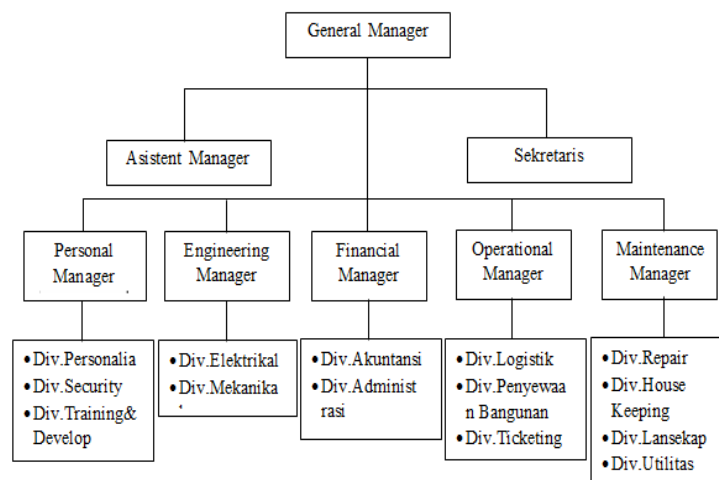 General Manager
Asistent Manager
Sekretaris
Personal
Manager
Engineering
Manager
Financial
Manager
Operational
Manager
Maintenance
Manager
•Div.Personalia
•Div.Security
•Div.Training&
Develop
•Div.Elektrikal
•Div.Mekanika
•Div.Akuntansi
•Div.Administ
rasi
•Div.Logistik
•Div.Penyewaa
n Bangunan
•Div.Ticketing
•Div.Repair
•Div.House
Keeping
•Div.Lansekap
•Div.Utilitas